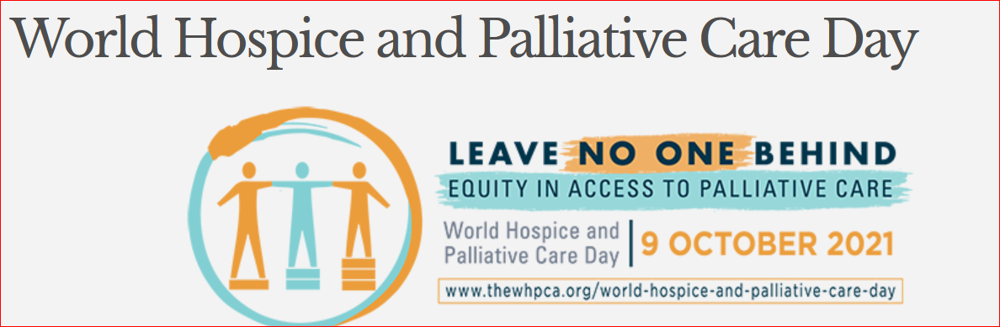 World Hospice and Palliative Care Day
LEAVE NO ONE BEHIND
EQUITY IN ACCESS TO PALLIATIVE CARE
World Hospice and
Palliative Care Day
9 OCTOBER 2021
www.thewhpca.org/world-hospice-and-palliative-care-day